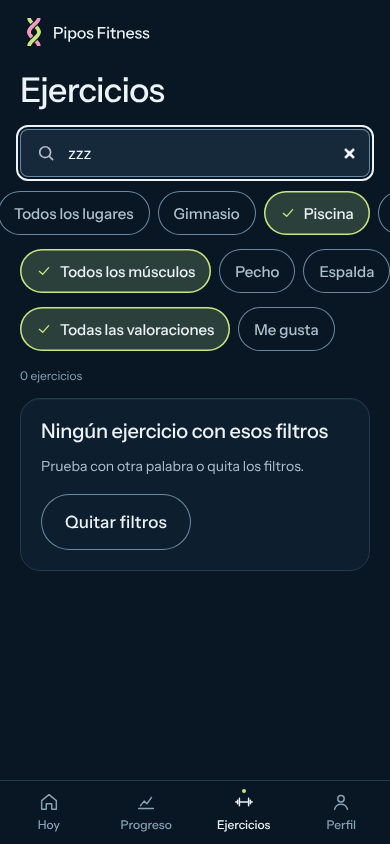 Pipos Fitness
Ejercicios
zzz
Todos los lugares Gimnasio Piscina
Todos los músculos Pecho Espalda
Todas las valoraciones Me gusta
0 ejercicios
Ningún ejercicio con esos filtros
Prueba con otra palabra o quita los filtros.
Quitar filtros
Hoy Progreso Ejercicios Perfil